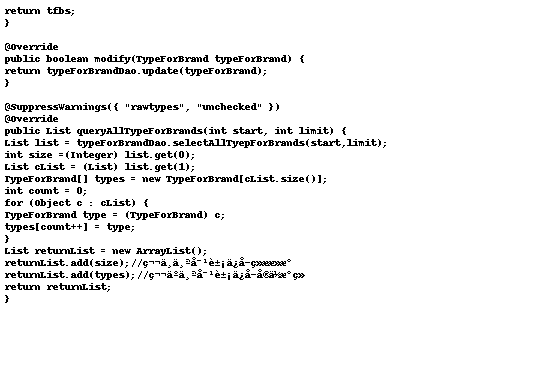 return tfbs;
}
@Override
public boolean modify(TypeForBrand typeForBrand) {
return typeForBrandDao.update(typeForBrand);
}
@SuppressWarnings({ "rawtypes", "unchecked" })
@Override
public List queryAllTypeForBrands(int start, int limit) {
List list = typeForBrandDao.selectAllTyepForBrands(start,limit);
int size =(Integer) list.get(0);
List cList = (List) list.get(1);
TypeForBrand[] types = new TypeForBrand[cList.size()];
int count = 0;
for (Object c : cList) {
TypeForBrand type = (TypeForBrand) c;
types[count++] = type;
}
List returnList = new ArrayList();
returnList.add(size);//
returnList.add(types);//
return returnList;
}